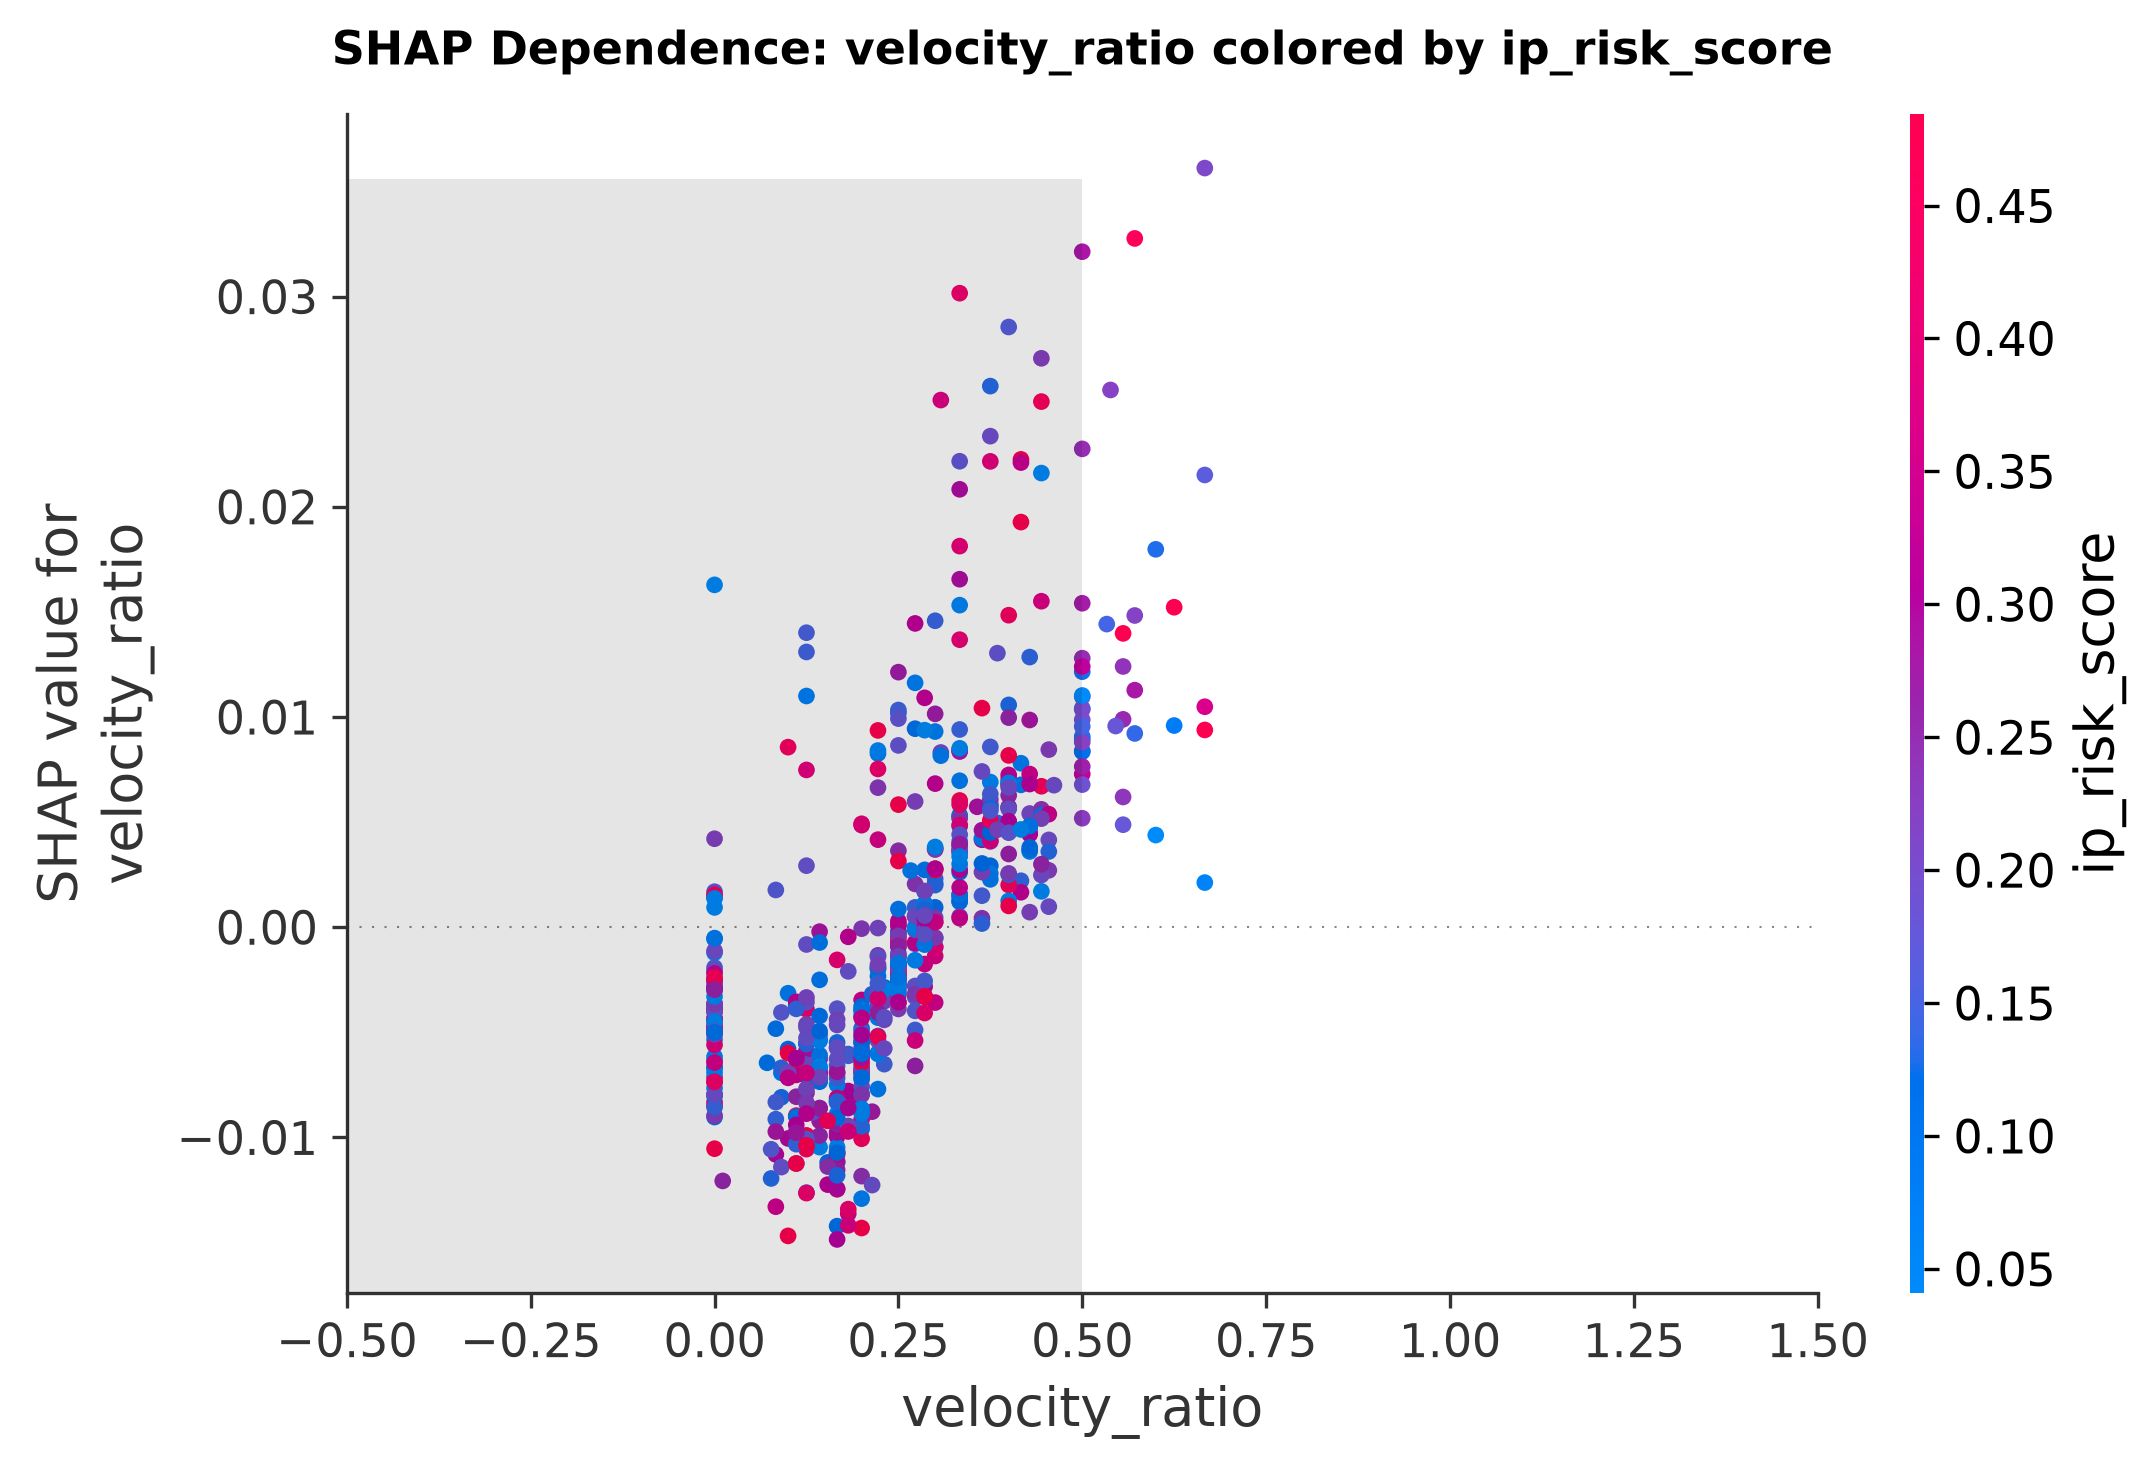 SHAP Dependence: velocity_ratio colored by ip_risk_score
SHAP value for
velocity_ratio
0.03
0.02
0.01
0.00
−0.01
−0.50 −0.25 0.00 0.25 0.50 0.75 1.00 1.25 1.50
velocity_ratio
0.45
0.40
0.35
0.30
0.25
0.20
0.15
0.10
0.05
ip_risk_score